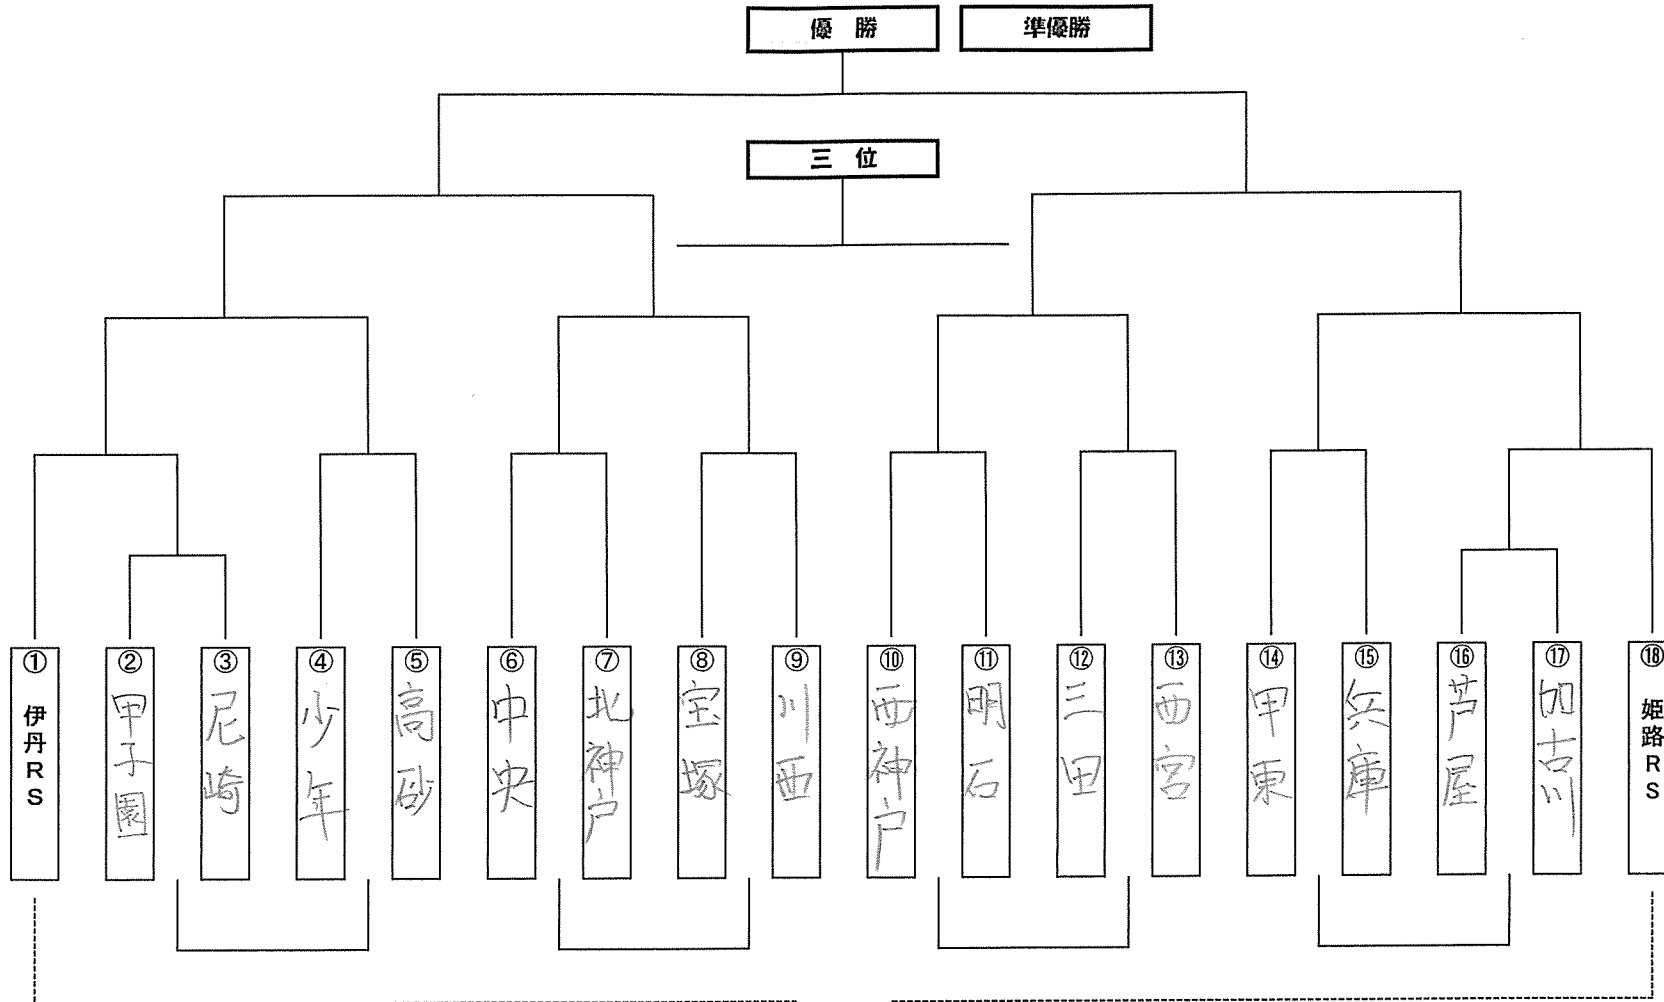 優 勝
準優勝
三 位
① 伊丹RS
② 甲子園
③ 尼崎
④ 少年
⑤ 高砂
⑥ 中央
⑦ 北神戸
⑧ 宝塚
⑨ 川西
⑩ 西神戸
⑪ 明石
⑫ 三田
⑬ 西宮
⑭ 甲東
⑮ 兵庫
⑯ 芦屋
⑰ 加古川
⑱ 姫路RS